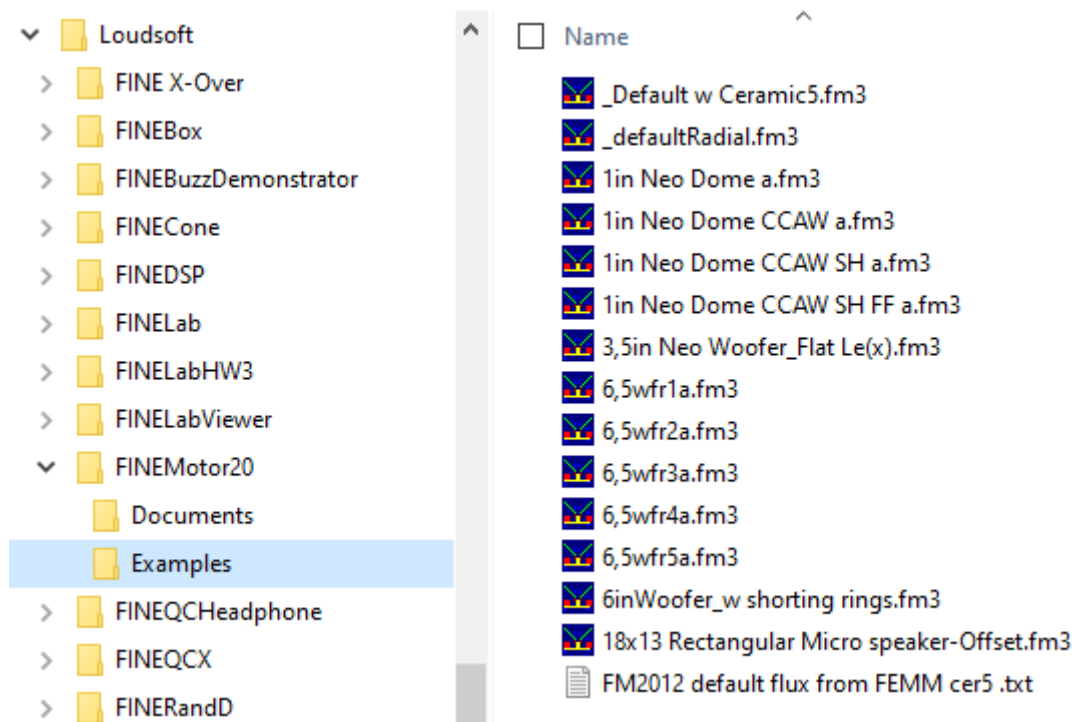 Loudsoft
FINE X-Over
FINEBox
FINEBuzzDemonstrator
FINECone
FINEDSP
FINELab
FINELabHW3
FINELabViewer
FINEMotor20
Documents
Examples
FINEQCHeadphone
FINEQCX
FINERandD
Name
_Default w Ceramic5.fm3
_defaultRadial.fm3
1in Neo Dome a.fm3
1in Neo Dome CCAW a.fm3
1in Neo Dome CCAW SH a.fm3
1in Neo Dome CCAW SH FF a.fm3
3,5in Neo Woofer_Flat Le(x).fm3
6,5wfr1a.fm3
6,5wfr2a.fm3
6,5wfr3a.fm3
6,5wfr4a.fm3
6,5wfr5a.fm3
6inWoofer_w shorting rings.fm3
18x13 Rectangular Micro speaker-Offset.fm3
FM2012 default flux from FEMM cer5 .txt